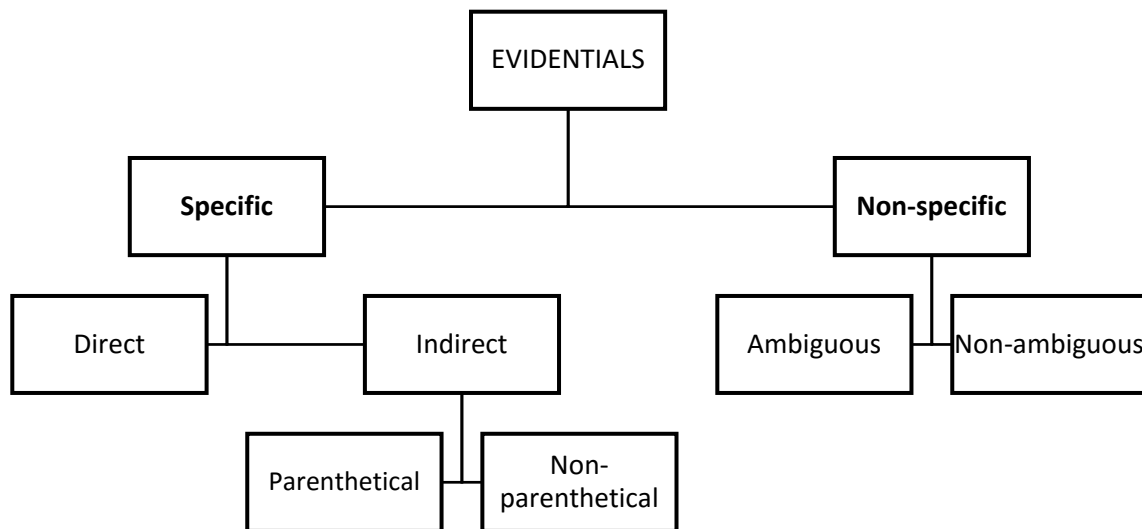 EVIDENTIALS
Specific
Non-specific
Direct
Indirect
Ambiguous
Non-ambiguous
Parenthetical
Non-
parenthetical